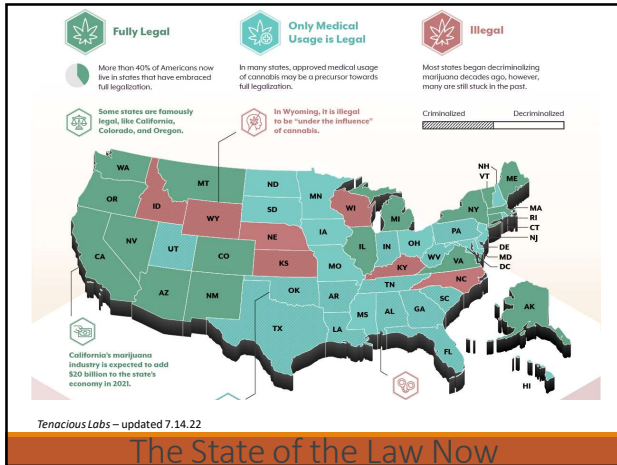 Fully Legal
More than 40% of Americans now
live in states that have embraced
full legalization.
Only Medical
Usage is Legal
In many states, approved medical usage
of cannabis may be a precursor towards
full legalization.
Illegal
Most states began decriminalizing
marijuana decades ago, however,
many are still stuck in the past.
Criminalized
Decriminalized
Some states are famously
legal, like California,
Colorado, and Oregon.
In Wyoming, it is illegal
to be “under the influence”
of cannabis.
WA
MT
ND
MN
OR
ID
WY
SD
WI
MI
NH
VT
ME
NY
MA
RI
CT
NJ
NV
UT
CO
NE
IA
IL
IN
OH
PA
CA
KS
MO
KY
WV
VA
DE
MD
DC
AZ
NM
OK
AR
TN
NC
SC
TX
LA
MS
AL
GA
FL
AK
HI
California’s marijuana
industry is expected to add
$20 billion to the state’s
economy in 2021.
Tenacious Labs – updated 7.14.22
The State of the Law Now